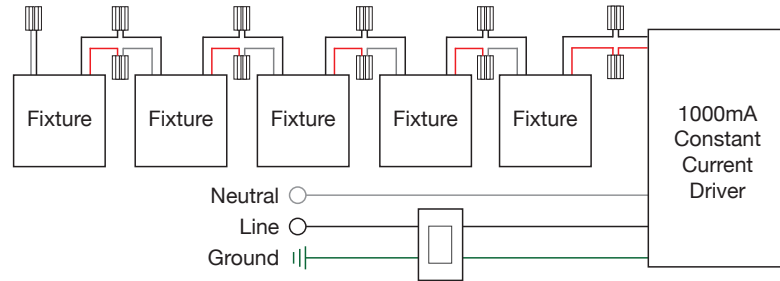 Fixture
Fixture
Fixture
Fixture
Fixture
1000mA
Constant
Current
Driver
Neutral
Line
Ground